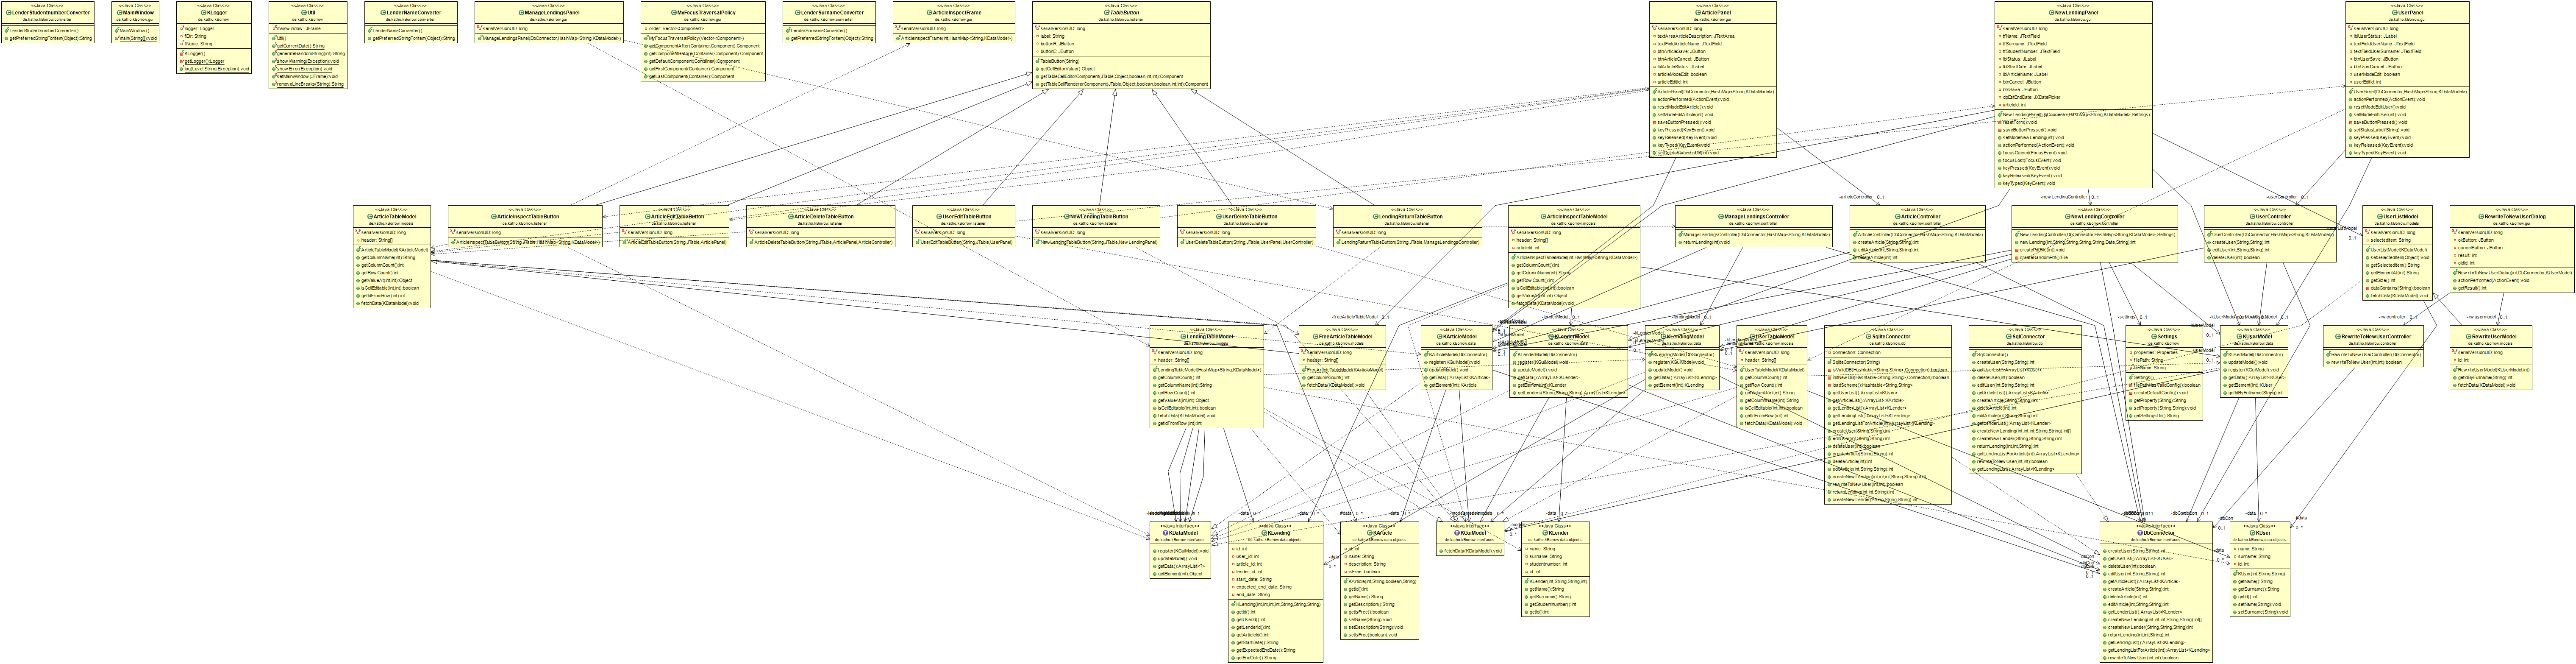 <<Java Class>>
LenderStudentnumberConverter
de.katho.kBorrow.converter
LenderStudentnumberConverter()
getPreferredStringForItem(Object):String
<<Java Class>>
MainWindow
de.katho.kBorrow.gui
MainWindow()
main(String[]):void
<<Java Class>>
KLogger
de.katho.kBorrow
logger: Logger
fDir: String
fName: String
KLogger()
getLogger():Logger
log(Level,String,Exception):void
<<Java Class>>
Util
de.katho.kBorrow
mainwindow: JFrame
Util()
getCurrentDate():String
generateRandomString(int):String
showWarning(Exception):void
showError(Exception):void
setMainWindow(JFrame):void
removeLineBreaks(String):String
<<Java Class>>
LenderNameConverter
de.katho.kBorrow.converter
LenderNameConverter()
getPreferredStringForItem(Object):String
<<Java Class>>
ManageLendingsPanel
de.katho.kBorrow.gui
serialVersionUID: long
ManageLendingsPanel(DbConnector,HashMap<String,KDataModel>)
<<Java Class>>
MyFocusTraversalPolicy
de.katho.kBorrow.gui
order: Vector<Component>
MyFocusTraversalPolicy(Vector<Component>)
getComponentAfter(Container,Component):Component
getComponentBefore(Container,Component):Component
getDefaultComponent(Container):Component
getFirstComponent(Container):Component
getLastComponent(Container):Component
<<Java Class>>
LenderSurnameConverter
de.katho.kBorrow.converter
LenderSurnameConverter()
getPreferredStringForItem(Object):String
<<Java Class>>
ArticleInspectFrame
de.katho.kBorrow.gui
serialVersionUID: long
ArticleInspectFrame(int,HashMap<String,KDataModel>)
<<Java Class>>
TableButton
de.katho.kBorrow.listener
serialVersionUID: long
label: String
buttonR: JButton
buttonE: JButton
TableButton(String)
getCellEditorValue():Object
getTableCellEditorComponent(JTable,Object,boolean,int,int):Component
getTableCellRendererComponent(JTable,Object,boolean,boolean,int,int):Component
<<Java Class>>
ArticlePanel
de.katho.kBorrow.gui
serialVersionUID: long
textAreaArticleDescription: JTextArea
textFieldArticleName: JTextField
btnArticleSave: JButton
btnArticleCancel: JButton
lblArticleStatus: JLabel
articleModeEdit: boolean
articleEditId: int
ArticlePanel(DbConnector,HashMap<String,KDataModel>)
actionPerformed(ActionEvent):void
resetModeEditArticle():void
setModeEditArticle(int):void
saveButtonPressed():void
keyPressed(KeyEvent):void
keyReleased(KeyEvent):void
keyTyped(KeyEvent):void
setDeleteStatusLabel(int):void
<<Java Class>>
NewLendingPanel
de.katho.kBorrow.gui
serialVersionUID: long
tfName: JTextField
tfSurname: JTextField
tfStudentNumber: JTextField
lblStatus: JLabel
lblStartDate: JLabel
lblArticleName: JLabel
btnCancel: JButton
btnSave: JButton
dpEstEndDate: JXDatePicker
articleId: int
NewLendingPanel(DbConnector,HashMap<String,KDataModel>,Settings)
resetForm():void
saveButtonPressed():void
setModeNewLending(int):void
actionPerformed(ActionEvent):void
focusGained(FocusEvent):void
focusLost(FocusEvent):void
keyPressed(KeyEvent):void
keyReleased(KeyEvent):void
keyTyped(KeyEvent):void
<<Java Class>>
UserPanel
de.katho.kBorrow.gui
serialVersionUID: long
lblUserStatus: JLabel
textFieldUserName: JTextField
textFieldUserSurname: JTextField
btnUserSave: JButton
btnUserCancel: JButton
userModeEdit: boolean
userEditId: int
UserPanel(DbConnector,HashMap<String,KDataModel>)
actionPerformed(ActionEvent):void
resetModeEditUser():void
setModeEditUser(int):void
saveButtonPressed():void
setStatusLabel(String):void
keyPressed(KeyEvent):void
keyReleased(KeyEvent):void
keyTyped(KeyEvent):void
-articleController 0..1
-newLendingController 0..1
-userController 0..1
<<Java Class>>
ArticleTableModel
de.katho.kBorrow.models
serialVersionUID: long
header: String[]
ArticleTableModel(KArticleModel)
getColumnName(int):String
getColumnCount():int
getRowCount():int
getValueAt(int,int):Object
isCellEditable(int,int):boolean
getIdFromRow(int):int
fetchData(KDataModel):void
<<Java Class>>
ArticleInspectTableButton
de.katho.kBorrow.listener
serialVersionUID: long
ArticleInspectTableButton(String,JTable,HashMap<String,KDataModel>)
<<Java Class>>
ArticleEditTableButton
de.katho.kBorrow.listener
serialVersionUID: long
ArticleEditTableButton(String,JTable,ArticlePanel)
<<Java Class>>
ArticleDeleteTableButton
de.katho.kBorrow.listener
serialVersionUID: long
ArticleDeleteTableButton(String,JTable,ArticlePanel,ArticleController)
<<Java Class>>
UserEditTableButton
de.katho.kBorrow.listener
serialVersionUID: long
UserEditTableButton(String,JTable,UserPanel)
<<Java Class>>
NewLendingTableButton
de.katho.kBorrow.listener
serialVersionUID: long
NewLendingTableButton(String,JTable,NewLendingPanel)
<<Java Class>>
UserDeleteTableButton
de.katho.kBorrow.listener
serialVersionUID: long
UserDeleteTableButton(String,JTable,UserPanel,UserController)
<<Java Class>>
LendingReturnTableButton
de.katho.kBorrow.listener
serialVersionUID: long
LendingReturnTableButton(String,JTable,ManageLendingsController)
<<Java Class>>
ArticleInspectTableModel
de.katho.kBorrow.models
serialVersionUID: long
header: String[]
articleId: int
ArticleInspectTableModel(int,HashMap<String,KDataModel>)
getColumnCount():int
getColumnName(int):String
getRowCount():int
isCellEditable(int,int):boolean
getValueAt(int,int):Object
fetchData(KDataModel):void
<<Java Class>>
ManageLendingsController
de.katho.kBorrow.controller
ManageLendingsController(DbConnector,HashMap<String,KDataModel>)
returnLending(int):void
<<Java Class>>
ArticleController
de.katho.kBorrow.controller
ArticleController(DbConnector,HashMap<String,KDataModel>)
createArticle(String,String):int
editArticle(int,String,String):int
deleteArticle(int):int
<<Java Class>>
NewLendingController
de.katho.kBorrow.controller
NewLendingController(DbConnector,HashMap<String,KDataModel>,Settings)
newLending(int,String,String,String,String,Date,String):int
createPdfFile(int):void
createRandomPdf():File
<<Java Class>>
UserController
de.katho.kBorrow.controller
UserController(DbConnector,HashMap<String,KDataModel>)
createUser(String,String):int
editUser(int,String,String):int
deleteUser(int):boolean
<<Java Class>>
UserListModel
de.katho.kBorrow.models
serialVersionUID: long
selectedItem: String
UserListModel(KDataModel)
setSelectedItem(Object):void
getSelectedItem():String
getElementAt(int):String
getSize():int
dataContains(String):boolean
fetchData(KDataModel):void
<<Java Class>>
RewriteToNewUserDialog
de.katho.kBorrow.gui
serialVersionUID: long
okButton: JButton
cancelButton: JButton
result: int
oldId: int
RewriteToNewUserDialog(int,DbConnector,KUserModel)
actionPerformed(ActionEvent):void
getResult():int
-freeArticleTableModel 0..1
-lendingModel 0..1
-settings 0..1
-rwController 0..1
-rwUsermodel 0..1
<<Java Class>>
LendingTableModel
de.katho.kBorrow.models
serialVersionUID: long
header: String[]
LendingTableModel(HashMap<String,KDataModel>)
getColumnCount():int
getColumnName(int):String
getRowCount():int
getValueAt(int,int):Object
isCellEditable(int,int):boolean
fetchData(KDataModel):void
getIdFromRow(int):int
<<Java Class>>
FreeArticleTableModel
de.katho.kBorrow.models
serialVersionUID: long
header: String[]
FreeArticleTableModel(KArticleModel)
getColumnCount():int
fetchData(KDataModel):void
<<Java Class>>
KArticleModel
de.katho.kBorrow.data
KArticleModel(DbConnector)
register(KGuiModel):void
updateModel():void
getData():ArrayList<KArticle>
getElement(int):KArticle
<<Java Class>>
KLenderModel
de.katho.kBorrow.data
KLenderModel(DbConnector)
register(KGuiModel):void
updateModel():void
getData():ArrayList<KLender>
getElement(int):KLender
getLenders(String,String,String):ArrayList<KLender>
<<Java Class>>
KLendingModel
de.katho.kBorrow.data
KLendingModel(DbConnector)
register(KGuiModel):void
updateModel():void
getData():ArrayList<KLending>
getElement(int):KLending
<<Java Class>>
UserTableModel
de.katho.kBorrow.models
serialVersionUID: long
header: String[]
UserTableModel(KDataModel)
getColumnCount():int
getRowCount():int
getValueAt(int,int):String
getColumnName(int):String
isCellEditable(int,int):boolean
getIdFromRow(int):int
fetchData(KDataModel):void
<<Java Class>>
SqliteConnector
de.katho.kBorrow.db
connection: Connection
SqliteConnector(String)
isValidDB(Hashtable<String,String>,Connection):boolean
initNewDB(Hashtable<String,String>,Connection):boolean
loadScheme():Hashtable<String,String>
getUserList():ArrayList<KUser>
getArticleList():ArrayList<KArticle>
getLenderList():ArrayList<KLender>
getLendingList():ArrayList<KLending>
getLendingListForArticle(int):ArrayList<KLending>
createUser(String,String):int
editUser(int,String,String):int
deleteUser(int):boolean
createArticle(String,String):int
deleteArticle(int):int
editArticle(int,String,String):int
createNewLending(int,int,int,String,String):int[]
rewriteToNewUser(int,int):boolean
returnLending(int,int,String):int
createNewLender(String,String,String):int
<<Java Class>>
SqlConnector
de.katho.kBorrow.db
SqlConnector()
createUser(String,String):int
getUserList():ArrayList<KUser>
deleteUser(int):boolean
editUser(int,String,String):int
getArticleList():ArrayList<KArticle>
createArticle(String,String):int
deleteArticle(int):int
editArticle(int,String,String):int
getLenderList():ArrayList<KLender>
createNewLending(int,int,int,String,String):int[]
createNewLender(String,String,String):int
returnLending(int,int,String):int
getLendingListForArticle(int):ArrayList<KLending>
rewriteToNewUser(int,int):boolean
getLendingList():ArrayList<KLending>
<<Java Class>>
Settings
de.katho.kBorrow
properties: Properties
filePath: String
fileName: String
Settings()
filePathHasValidConfig():boolean
createDefaultConfig():void
getProperty(String):String
setProperty(String,String):void
getSettingsDir():String
<<Java Class>>
KUserModel
de.katho.kBorrow.data
KUserModel(DbConnector)
updateModel():void
register(KGuiModel):void
getData():ArrayList<KUser>
getElement(int):KUser
getIdByFullname(String):int
<<Java Class>>
RewriteToNewUserController
de.katho.kBorrow.controller
RewriteToNewUserController(DbConnector)
rewriteToNewUser(int,int):boolean
<<Java Class>>
RewriteUserModel
de.katho.kBorrow.models
serialVersionUID: long
id: int
RewriteUserModel(KUserModel,int)
getIdByFullname(String):int
fetchData(KDataModel):void
-data 0..*
-data 0..*
#data 0..*
-data 0..*
-data 0..*
-data 0..*
#data 0..*
<<Java Interface>>
KDataModel
de.katho.kBorrow.interfaces
register(KGuiModel):void
updateModel():void
getData():ArrayList<T>
getElement(int):Object
<<Java Class>>
KLending
de.katho.kBorrow.data.objects
id: int
user_id: int
article_id: int
lender_id: int
start_date: String
expected_end_date: String
end_date: String
KLending(int,int,int,int,String,String,String)
getId():int
getUserId():int
getLenderId():int
getArticleId():int
getStartDate():String
getExpectedEndDate():String
getEndDate():String
<<Java Class>>
KArticle
de.katho.kBorrow.data.objects
id: int
name: String
description: String
isFree: boolean
KArticle(int,String,boolean,String)
getId():int
getName():String
getDescription():String
getIsFree():boolean
setName(String):void
setDescription(String):void
setIsFree(boolean):void
<<Java Interface>>
KGuiModel
de.katho.kBorrow.interfaces
fetchData(KDataModel):void
<<Java Class>>
KLender
de.katho.kBorrow.data.objects
name: String
surname: String
studentnumber: int
id: int
KLender(int,String,String,int)
getName():String
getSurname():String
getStudentnumber():int
getId():int
<<Java Interface>>
DbConnector
de.katho.kBorrow.interfaces
createUser(String,String):int
getUserList():ArrayList<KUser>
deleteUser(int):boolean
editUser(int,String,String):int
getArticleList():ArrayList<KArticle>
createArticle(String,String):int
deleteArticle(int):int
editArticle(int,String,String):int
getLenderList():ArrayList<KLender>
createNewLending(int,int,int,String,String):int[]
createNewLender(String,String,String):int
returnLending(int,int,String):int
getLendingList():ArrayList<KLending>
getLendingListForArticle(int):ArrayList<KLending>
rewriteToNewUser(int,int):boolean
<<Java Class>>
KUser
de.katho.kBorrow.data.objects
name: String
surname: String
id: int
KUser(int,String,String)
getName():String
getSurname():String
getId():int
setName(String):void
setSurname(String):void